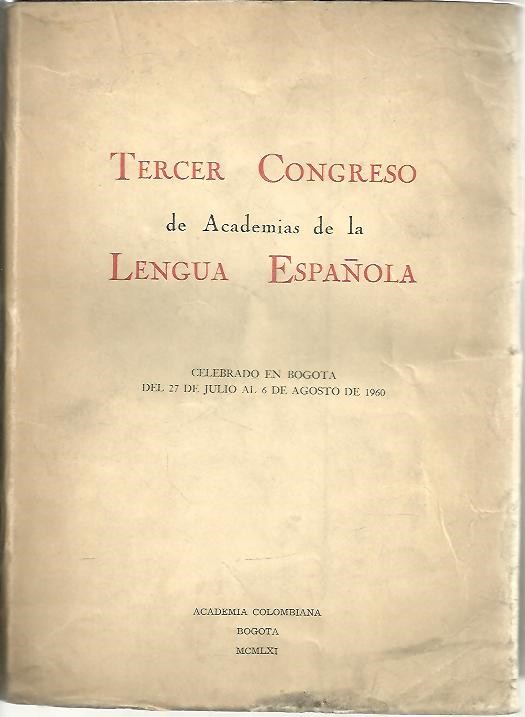 TERCER CONGRESO
de Academias de la
LENGUA ESPAÑOLA
CELEBRADO EN BOGOTA
DEL 27 DE JULIO AL 6 DE AGOSTO DE 1960
ACADEMIA COLOMBIANA
BOGOTA
MCMLXI